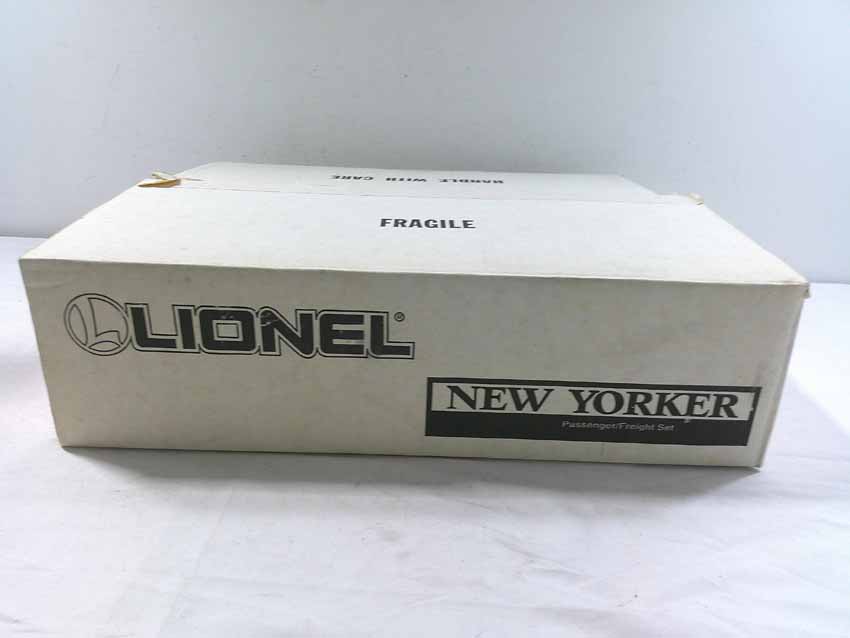 HANDLE WITH CARE
FRAGILE
L LIONEL®
NEW YORKER
Passenger/Freight Set